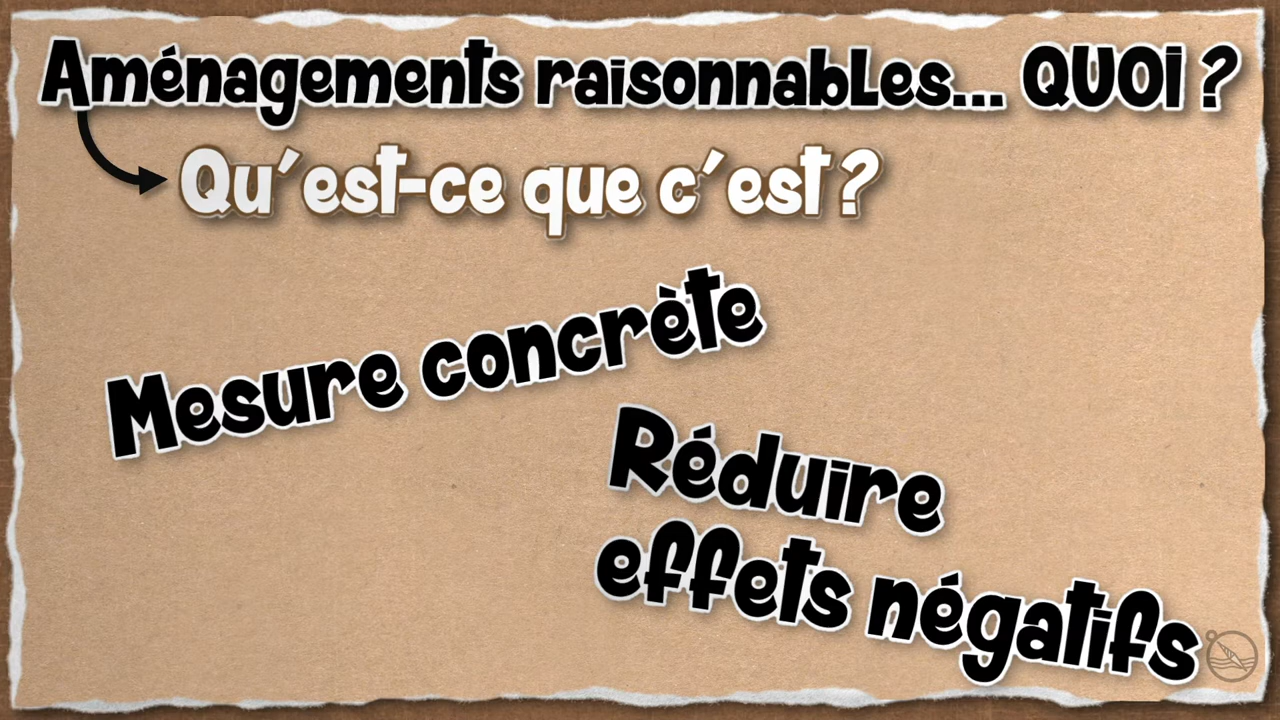 Aménagements raisonnables... QUOI ?
Qu'est-ce que c'est ?
Mesure concrète
Réduire
effets négatifs